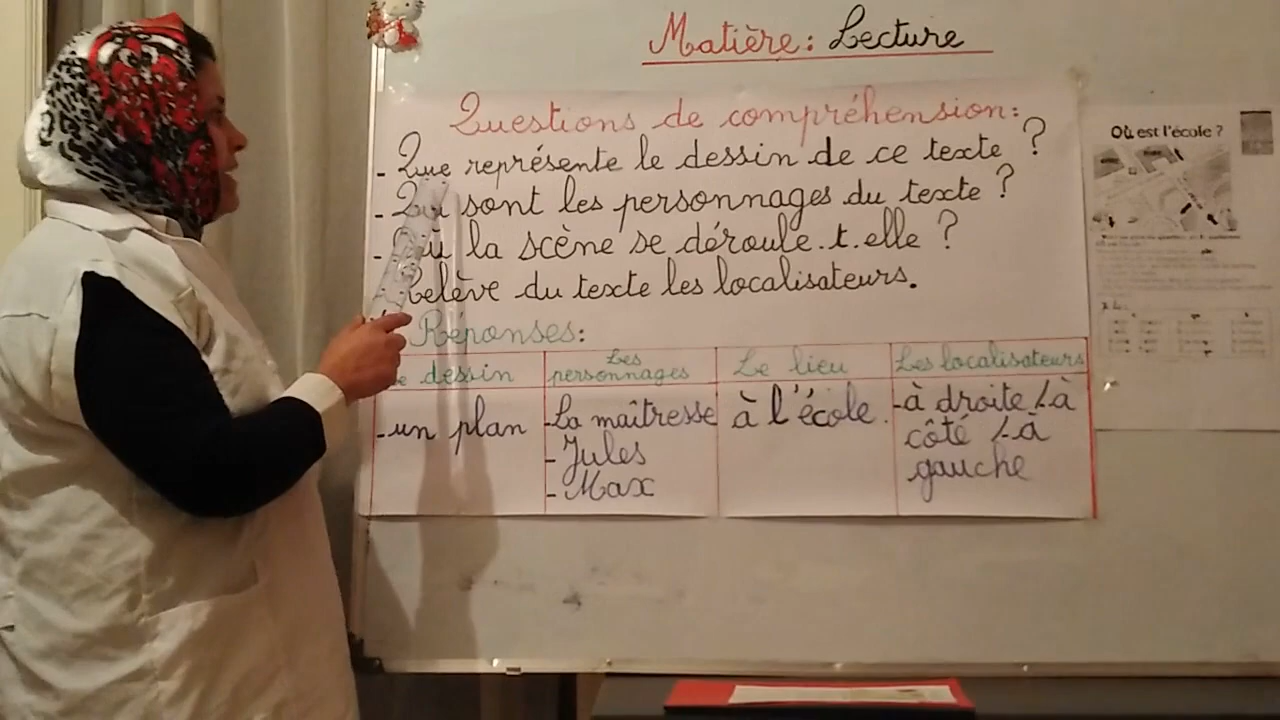 Matière: Lecture
Questions de compréhension:
- Que représente le dessin de ce texte ?
- Qui sont les personnages du texte ?
- Où la scène se déroule.t.elle ?
- Relève du texte les localisateurs.
Réponses:
Le dessin
Les personnages
Le lieu
Les localisateurs
- un plan
- La maîtresse
- Jules
- Max
à l'école.
- à droite /- à
côté /- à
gauche
Où est l'école ?